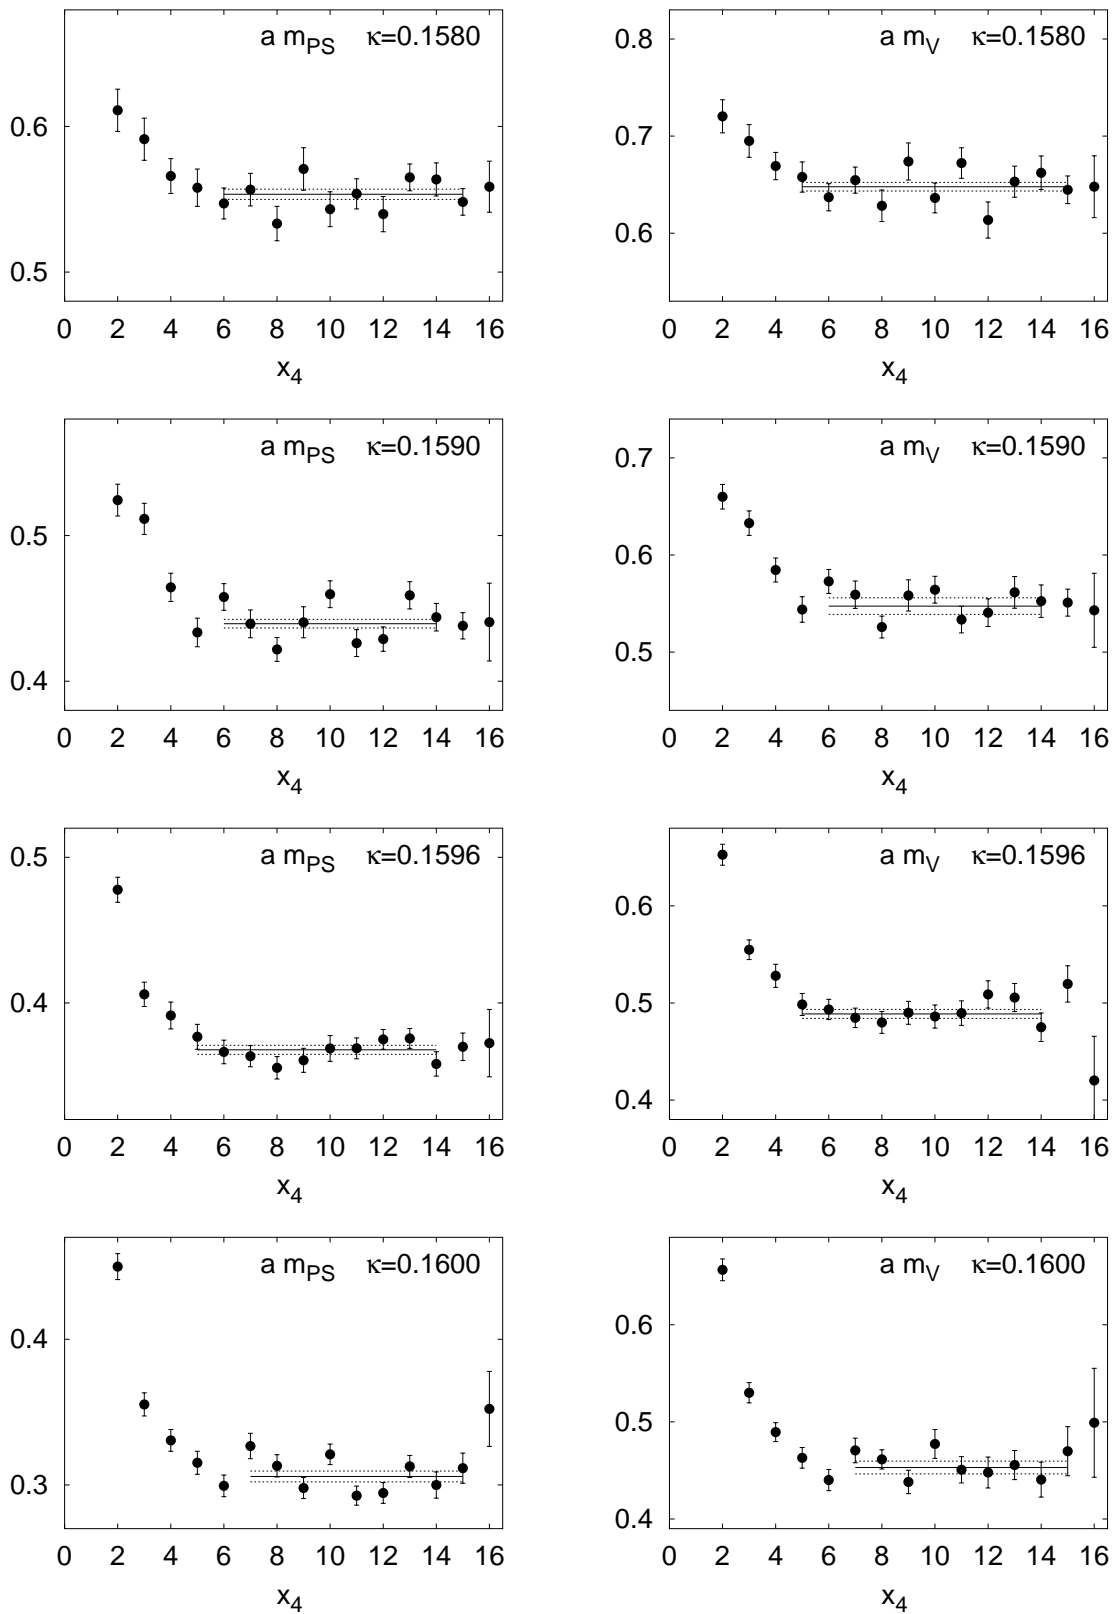 a m_PS κ=0.1580
0.6
0.5
0 2 4 6 8 10 12 14 16
x_4
a m_V κ=0.1580
0.8
0.7
0.6
0 2 4 6 8 10 12 14 16
x_4
a m_PS κ=0.1590
0.5
0.4
0 2 4 6 8 10 12 14 16
x_4
a m_V κ=0.1590
0.7
0.6
0.5
0 2 4 6 8 10 12 14 16
x_4
a m_PS κ=0.1596
0.5
0.4
0 2 4 6 8 10 12 14 16
x_4
a m_V κ=0.1596
0.6
0.5
0.4
0 2 4 6 8 10 12 14 16
x_4
a m_PS κ=0.1600
0.4
0.3
0 2 4 6 8 10 12 14 16
x_4
a m_V κ=0.1600
0.6
0.5
0.4
0 2 4 6 8 10 12 14 16
x_4